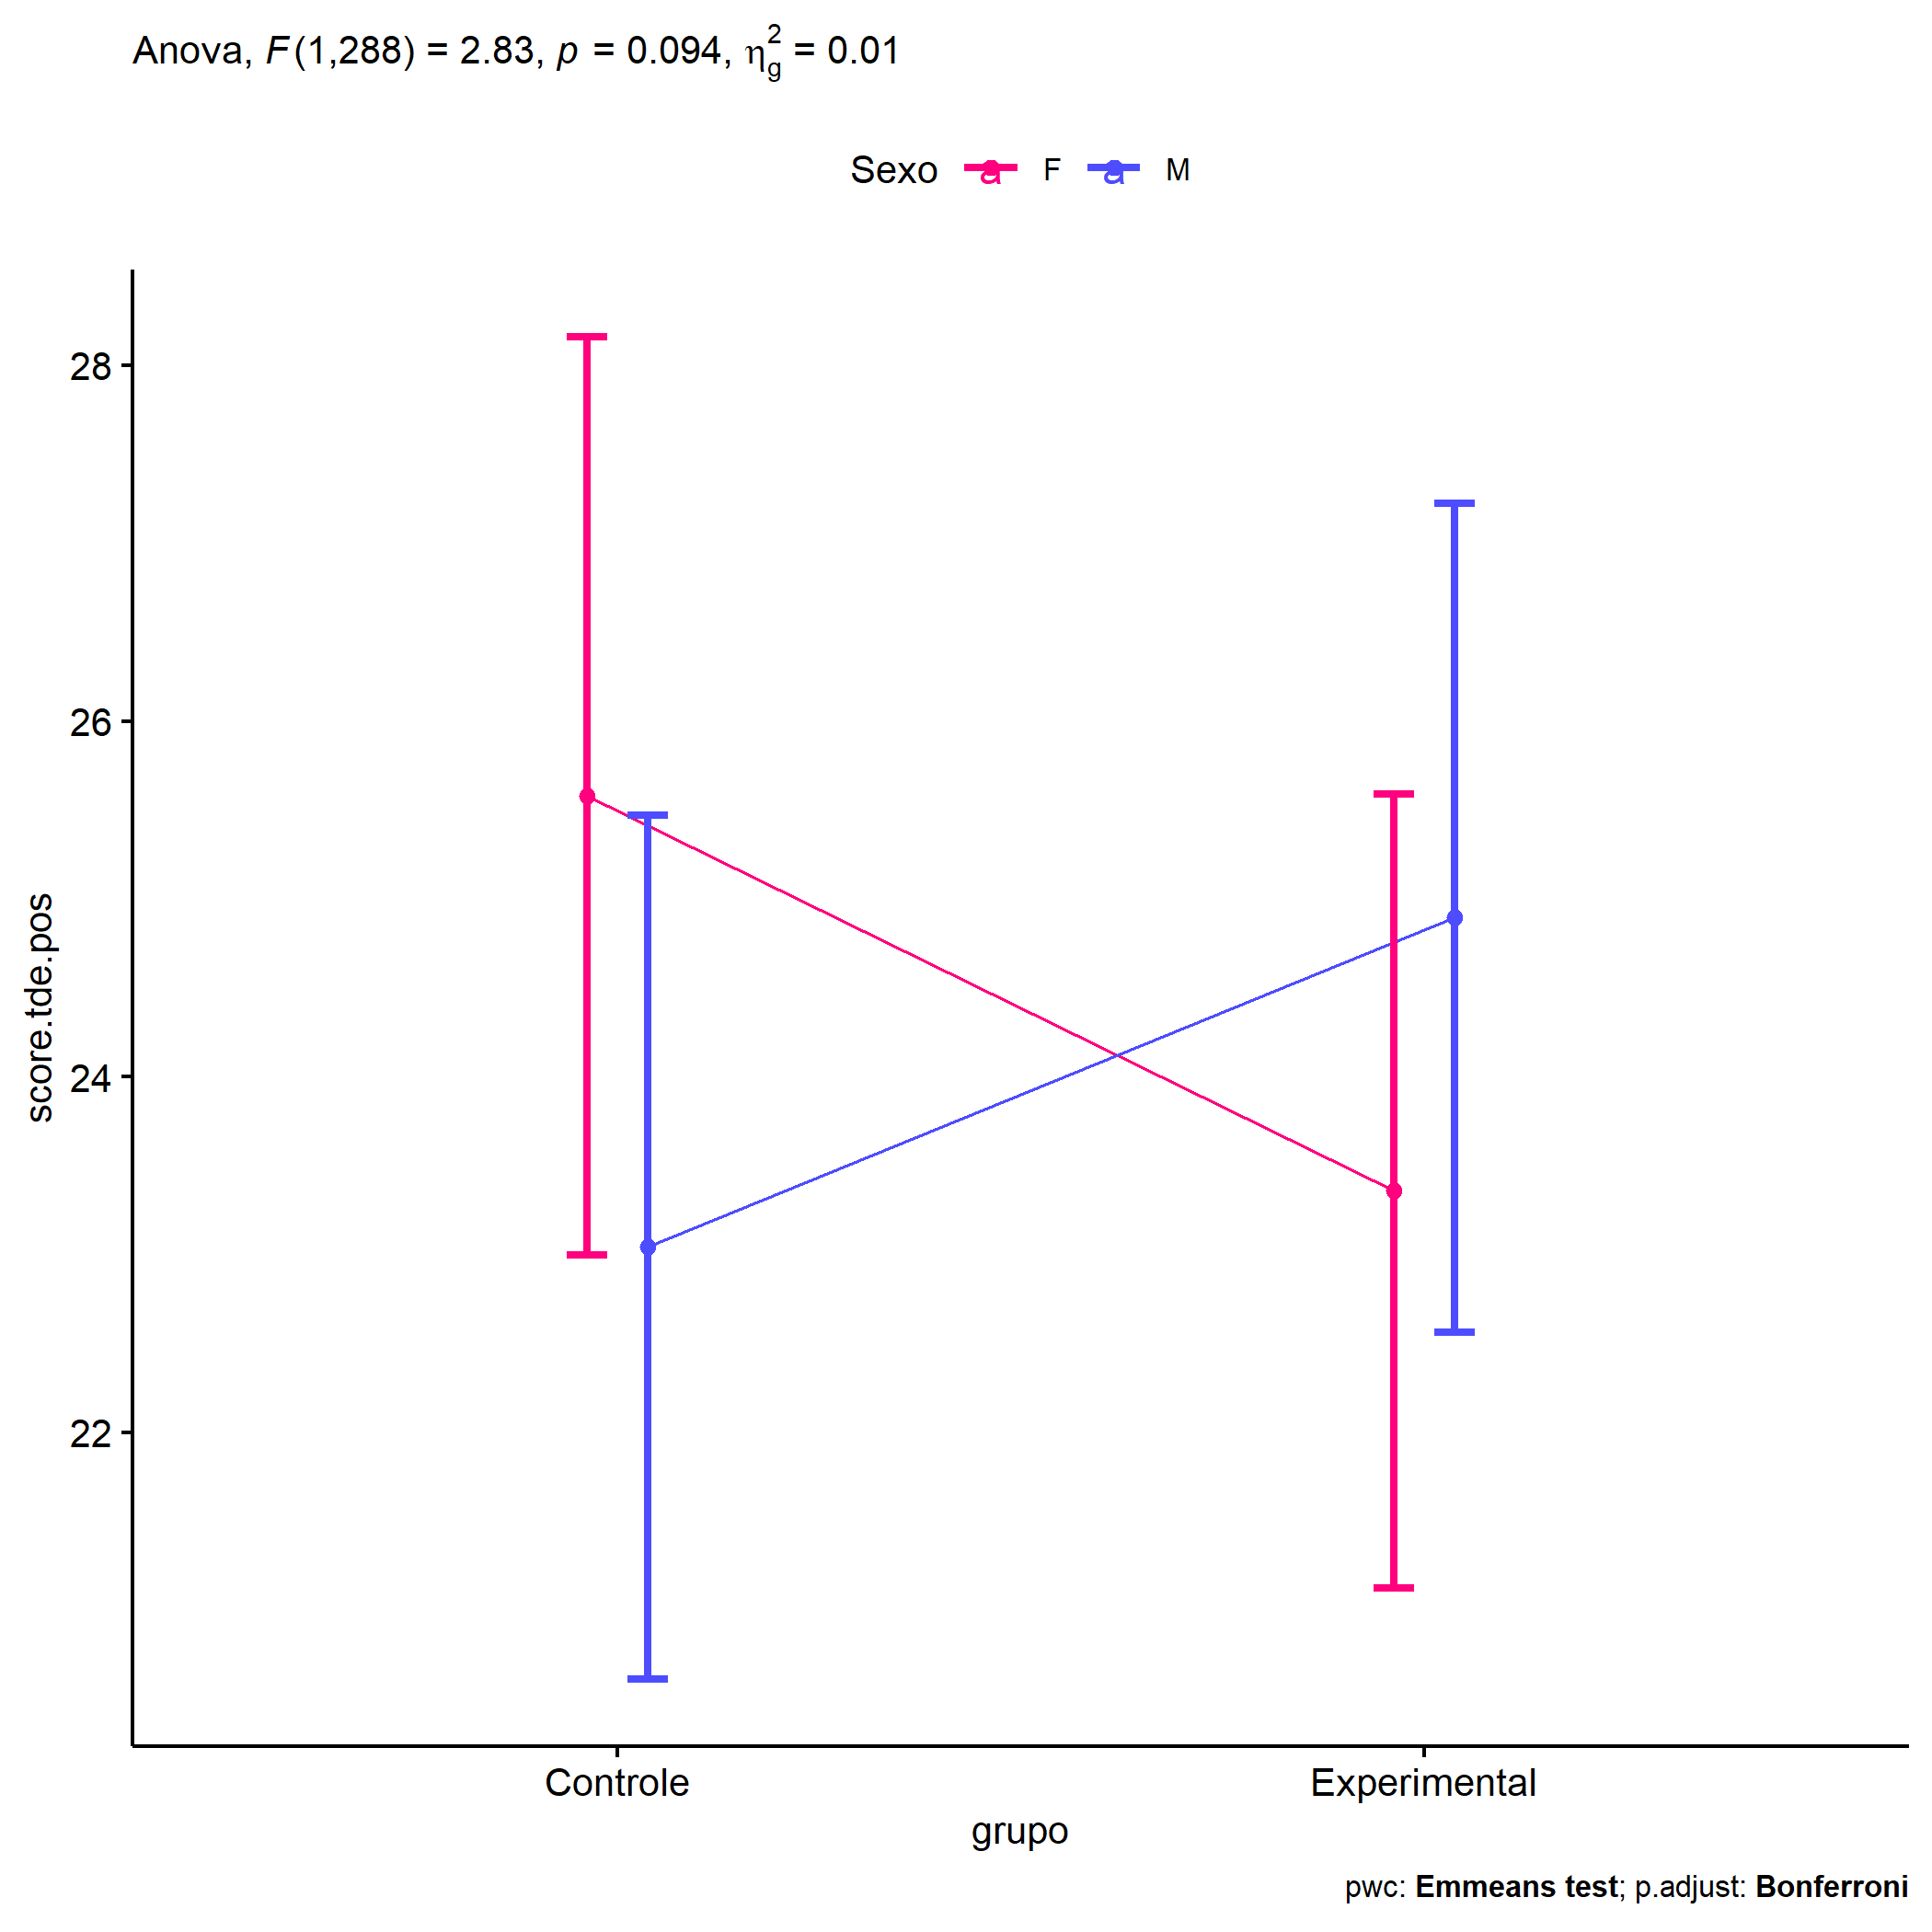 Anova, F(1,288) = 2.83, p = 0.094, η²g = 0.01
Sexo a F a M
28
26
24
22
score.tde.pos
Controle Experimental
grupo
pwc: Emmeans test; p.adjust: Bonferroni